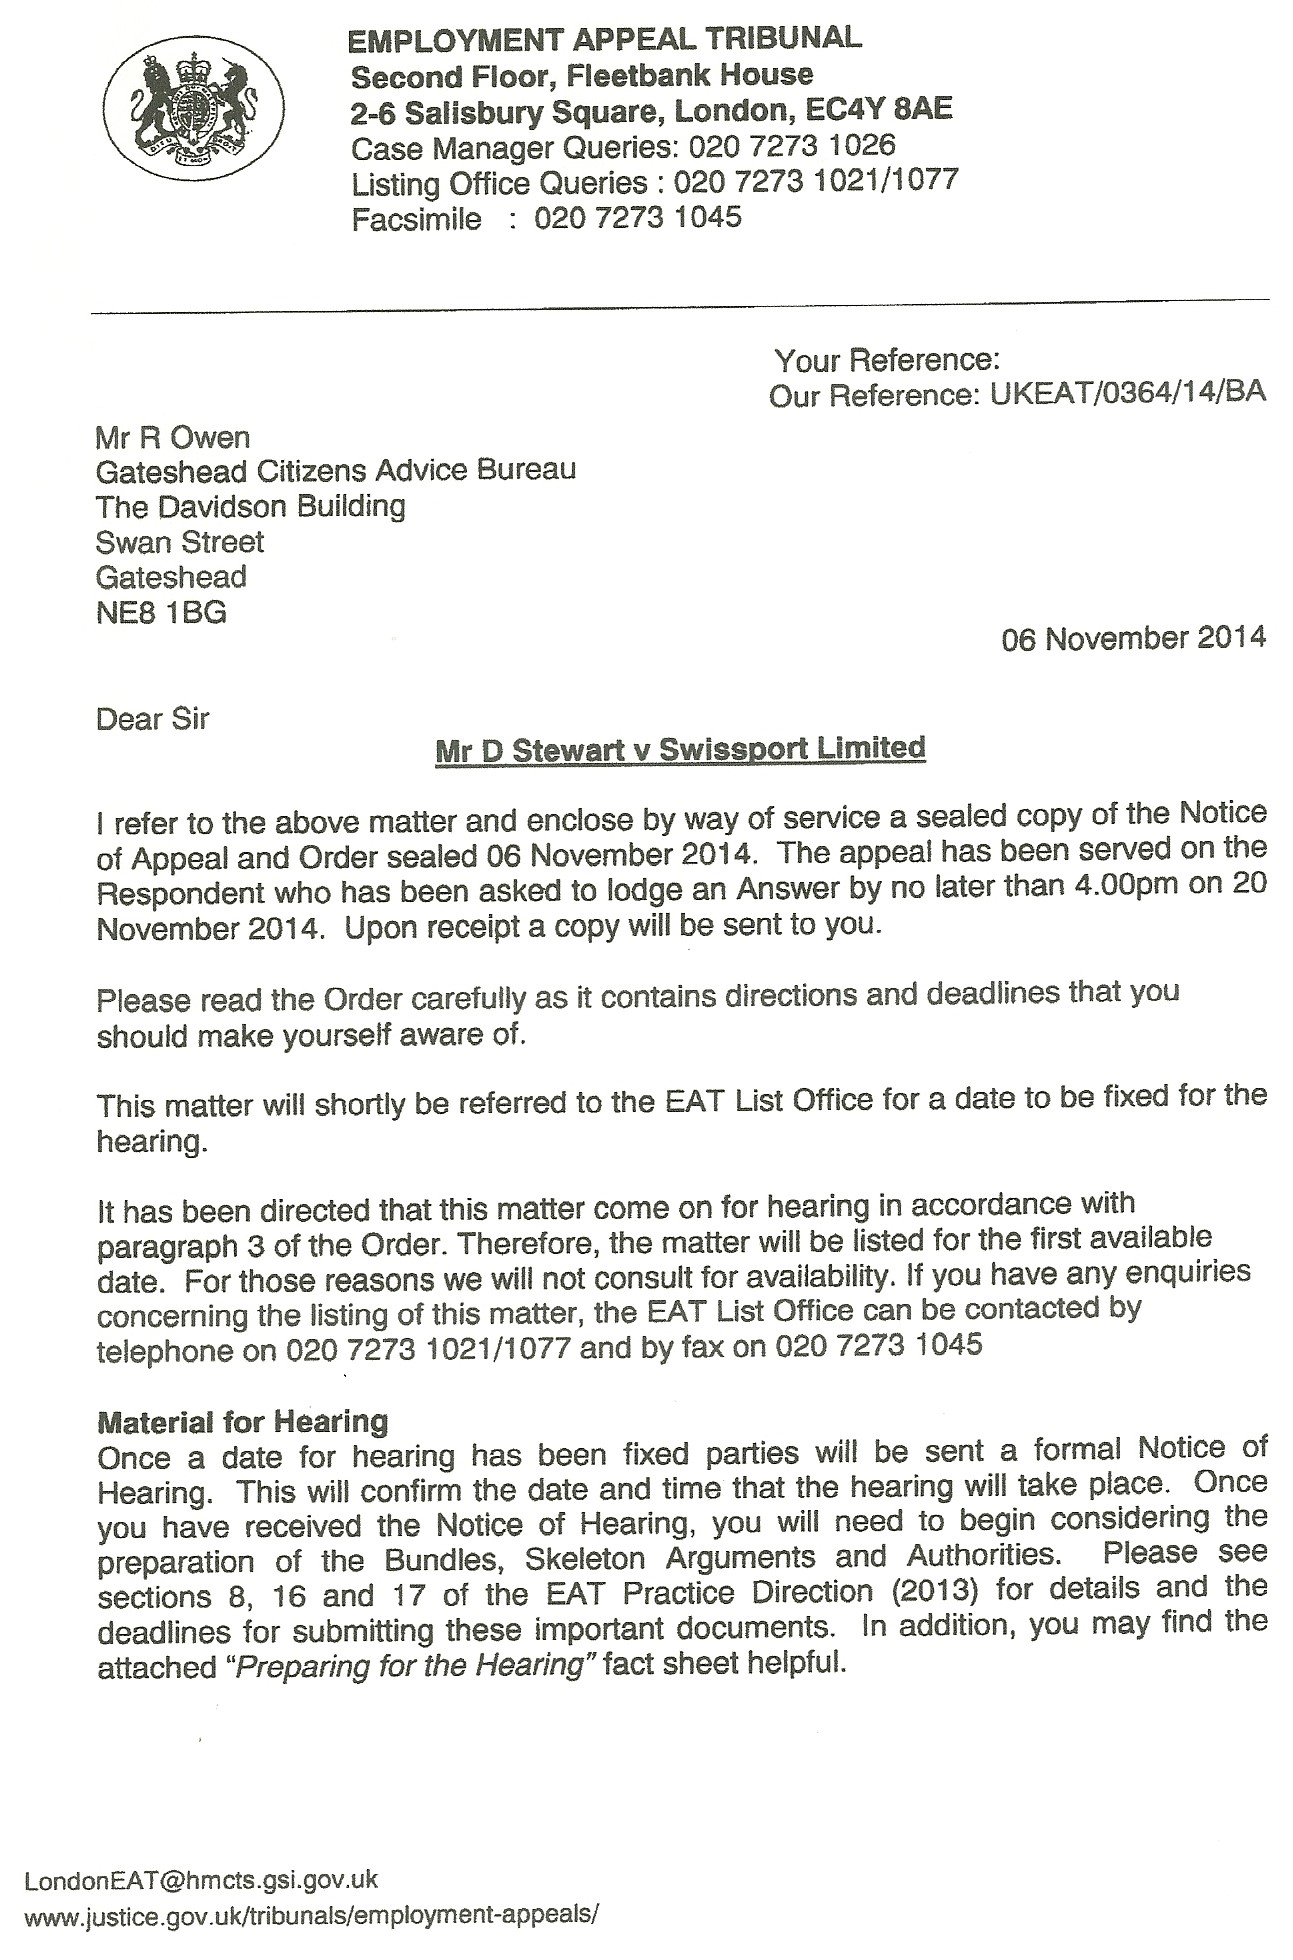 EMPLOYMENT APPEAL TRIBUNAL
Second Floor, Fleetbank House
2-6 Salisbury Square, London, EC4Y 8AE
Case Manager Queries: 020 7273 1026
Listing Office Queries : 020 7273 1021/1077
Facsimile : 020 7273 1045
Your Reference:
Our Reference: UKEAT/0364/14/BA
Mr R Owen
Gateshead Citizens Advice Bureau
The Davidson Building
Swan Street
Gateshead
NE8 1BG
06 November 2014
Dear Sir
Mr D Stewart v Swissport Limited
I refer to the above matter and enclose by way of service a sealed copy of the Notice
of Appeal and Order sealed 06 November 2014. The appeal has been served on the
Respondent who has been asked to lodge an Answer by no later than 4.00pm on 20
November 2014. Upon receipt a copy will be sent to you.
Please read the Order carefully as it contains directions and deadlines that you
should make yourself aware of.
This matter will shortly be referred to the EAT List Office for a date to be fixed for the
hearing.
It has been directed that this matter come on for hearing in accordance with
paragraph 3 of the Order. Therefore, the matter will be listed for the first available
date. For those reasons we will not consult for availability. If you have any enquiries
concerning the listing of this matter, the EAT List Office can be contacted by
telephone on 020 7273 1021/1077 and by fax on 020 7273 1045
Material for Hearing
Once a date for hearing has been fixed parties will be sent a formal Notice of
Hearing. This will confirm the date and time that the hearing will take place. Once
you have received the Notice of Hearing, you will need to begin considering the
preparation of the Bundles, Skeleton Arguments and Authorities. Please see
sections 8, 16 and 17 of the EAT Practice Direction (2013) for details and the
deadlines for submitting these important documents. In addition, you may find the
attached “Preparing for the Hearing” fact sheet helpful.
LondonEAT@hmcts.gsi.gov.uk
www.justice.gov.uk/tribunals/employment-appeals/